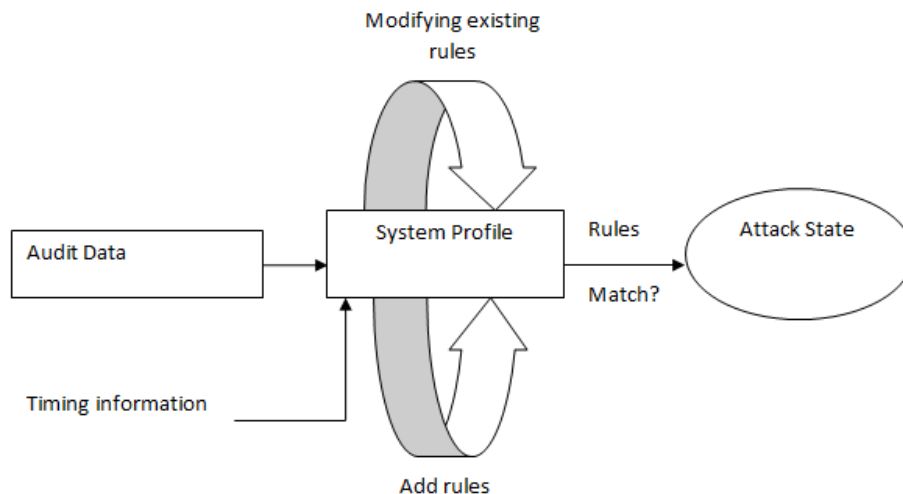 Modifying existing
rules
System Profile
Rules
Attack State
Audit Data
Match?
Timing information
Add rules